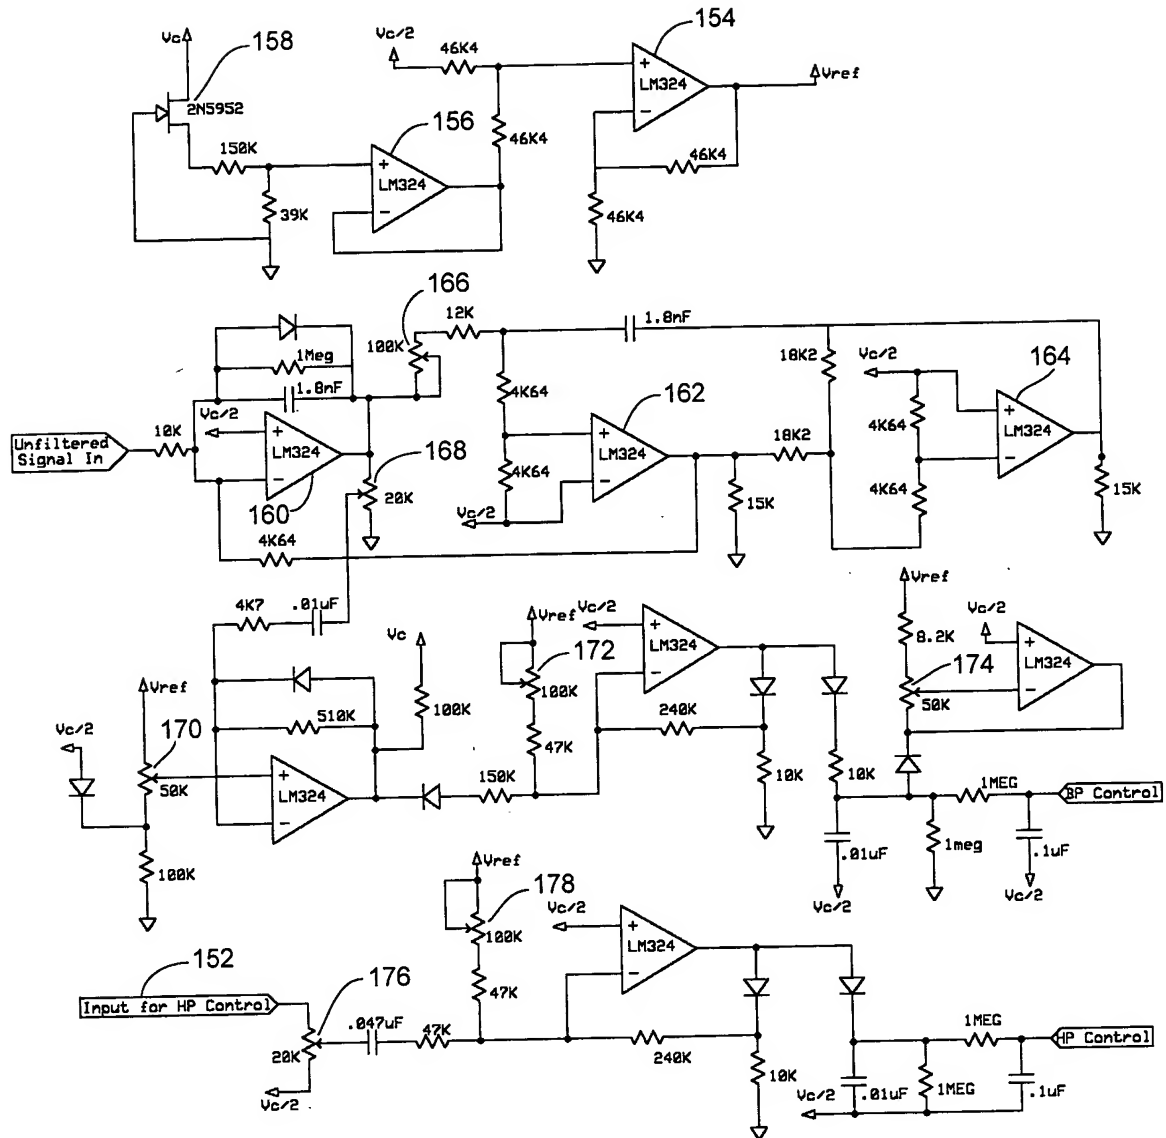 Vc
158
2N5952
150K
39K
156
+
LM324
−
Vc/2
46K4
46K4
154
+
LM324
−
46K4
46K4
Vref
166
100K
12K
1.8nF
1Meg
1.8nF
Vc/2
Unfiltered
Signal In
10K
+
LM324
−
160
168
20K
4K64
4K64
4K64
Vc/2
162
+
LM324
−
15K
18K2
18K2
Vc/2
4K64
4K64
164
+
LM324
−
15K
4K7
.01uF
Vref
Vc/2
170
50K
100K
510K
+
LM324
−
Vc
100K
150K
Vref
172
100K
47K
Vc/2
+
LM324
−
240K
10K
10K
Vref
8.2K
174
50K
Vc/2
+
LM324
−
1MEG
BP Control
.01uF
Vc/2
1meg
.1uF
Vc/2
152
Input for HP Control
176
20K
Vc/2
.047uF
47K
Vref
178
100K
47K
Vc/2
+
LM324
−
240K
10K
1MEG
HP Control
Vc/2
.01uF
1MEG
.1uF